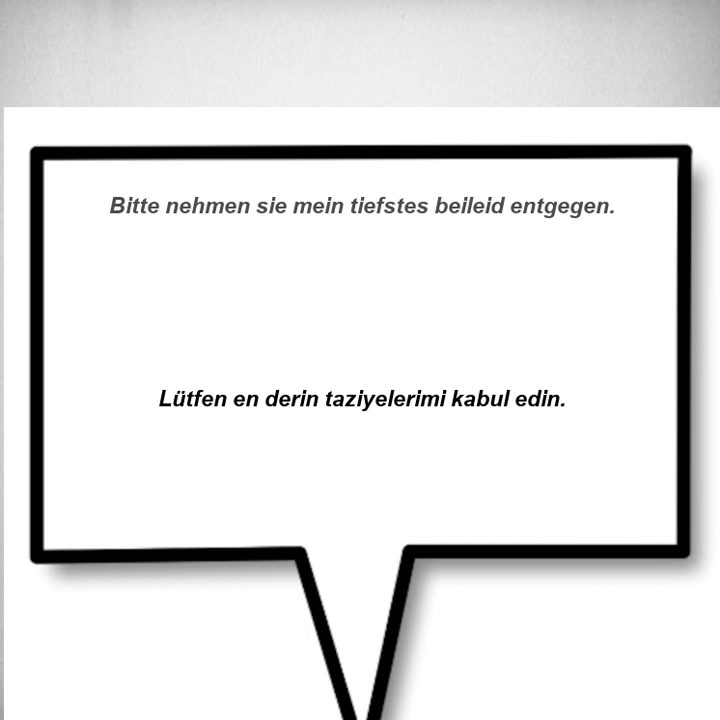 Bitte nehmen sie mein tiefstes beileid entgegen.
Lütfen en derin taziyelerimi kabul edin.